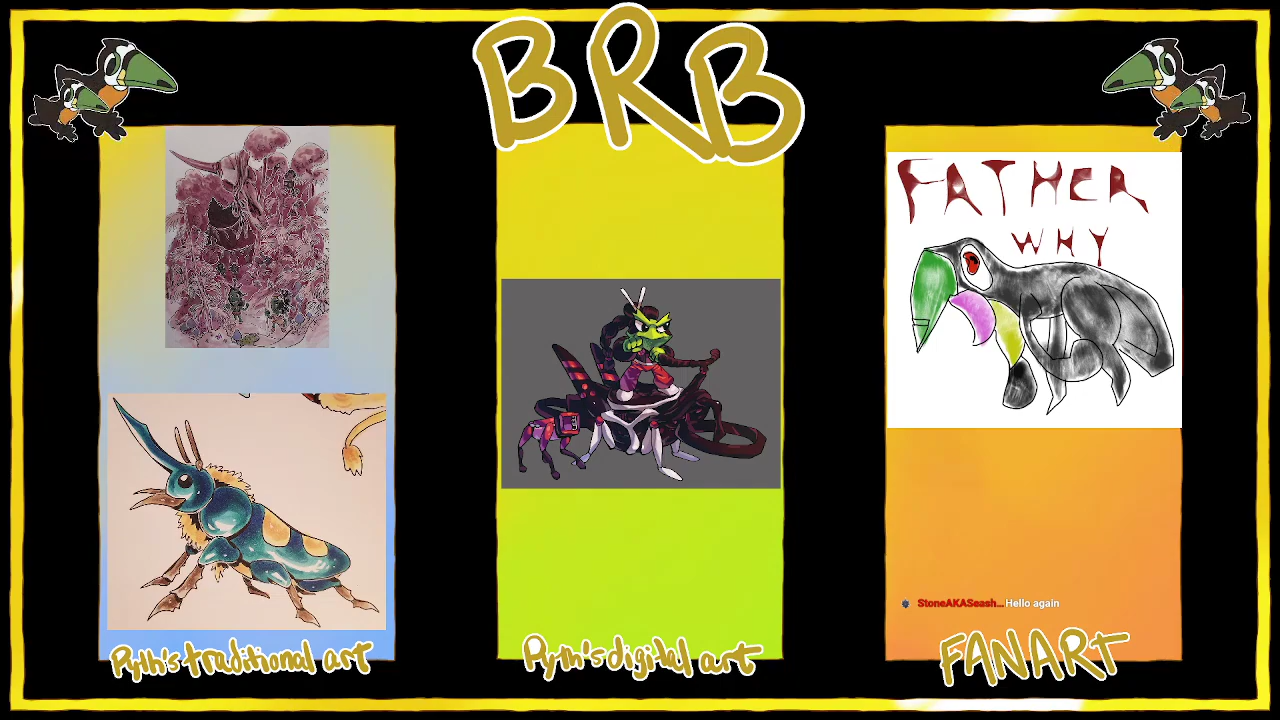 BRB
FATHER
WHY
StoneAKASeash... Hello again
Pyth's traditional art
Pyth's digital art
FANART